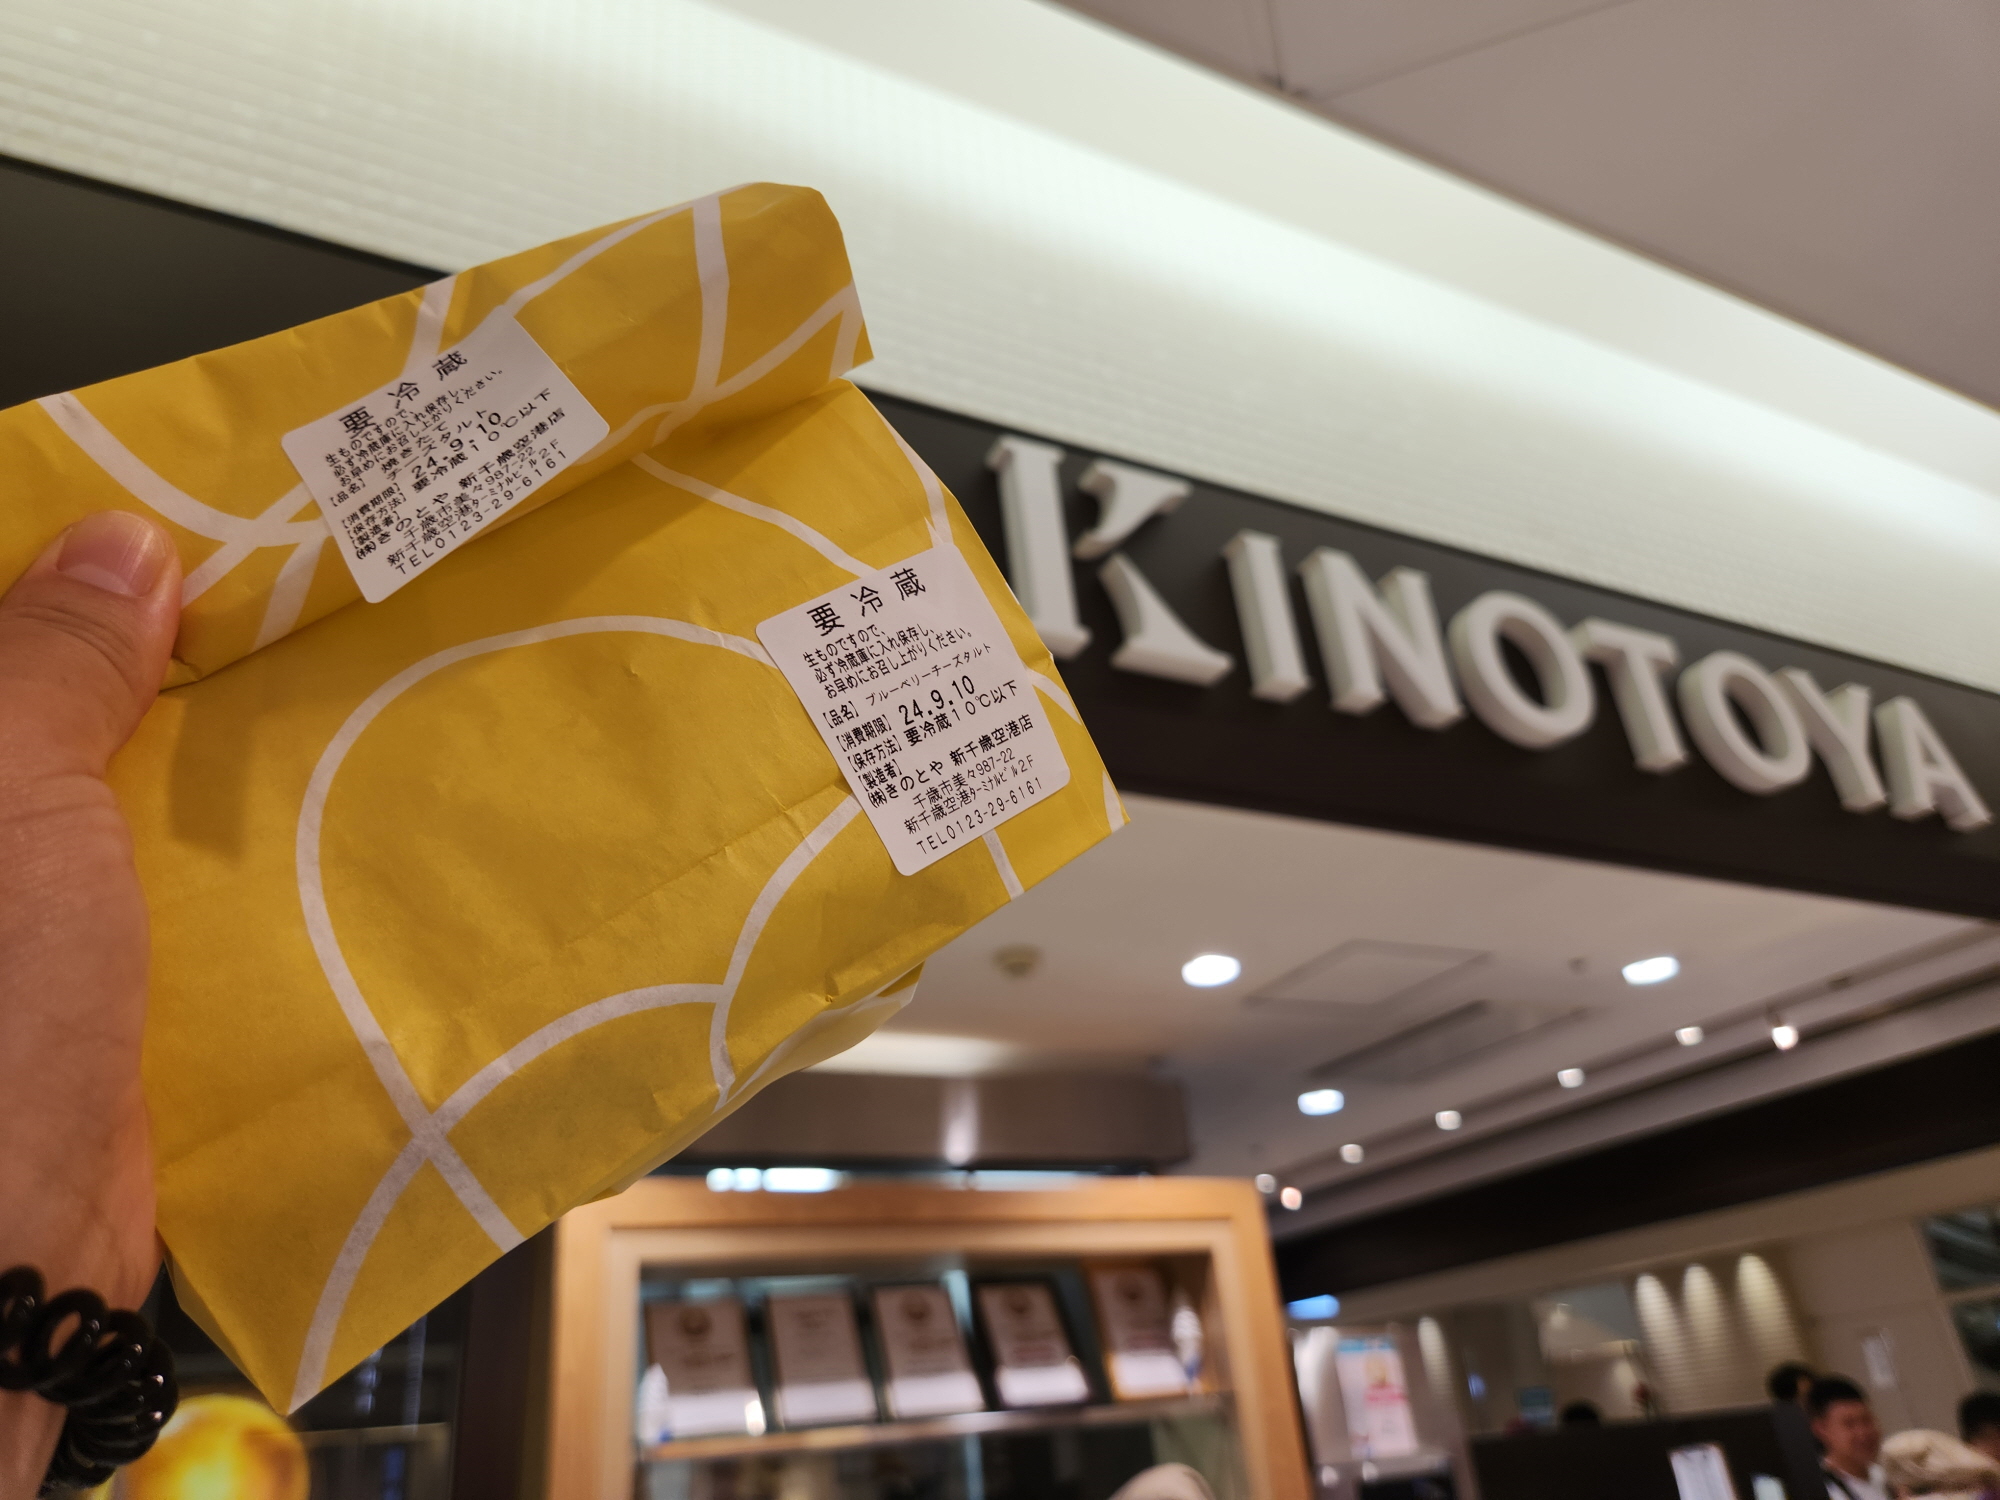 要冷蔵
生ものですので、
必ず冷蔵庫に入れ保存し、
お早めにお召し上がりください。
【品名】 焼きたて
チーズタルト
【消費期限】 24.9.10
【保存方法】 要冷蔵10℃以下
【製造者】
(株)きのとや 新千歳空港店
千歳市美々987-22
新千歳空港ターミナルビル2F
TEL0123-29-6161
要冷蔵
生ものですので、
必ず冷蔵庫に入れ保存し、
お早めにお召し上がりください。
【品名】 ブルーベリーチーズタルト
【消費期限】 24.9.10
【保存方法】 要冷蔵10℃以下
【製造者】
(株)きのとや 新千歳空港店
千歳市美々987-22
新千歳空港ターミナルビル2F
TEL0123-29-6161
KINOTOYA